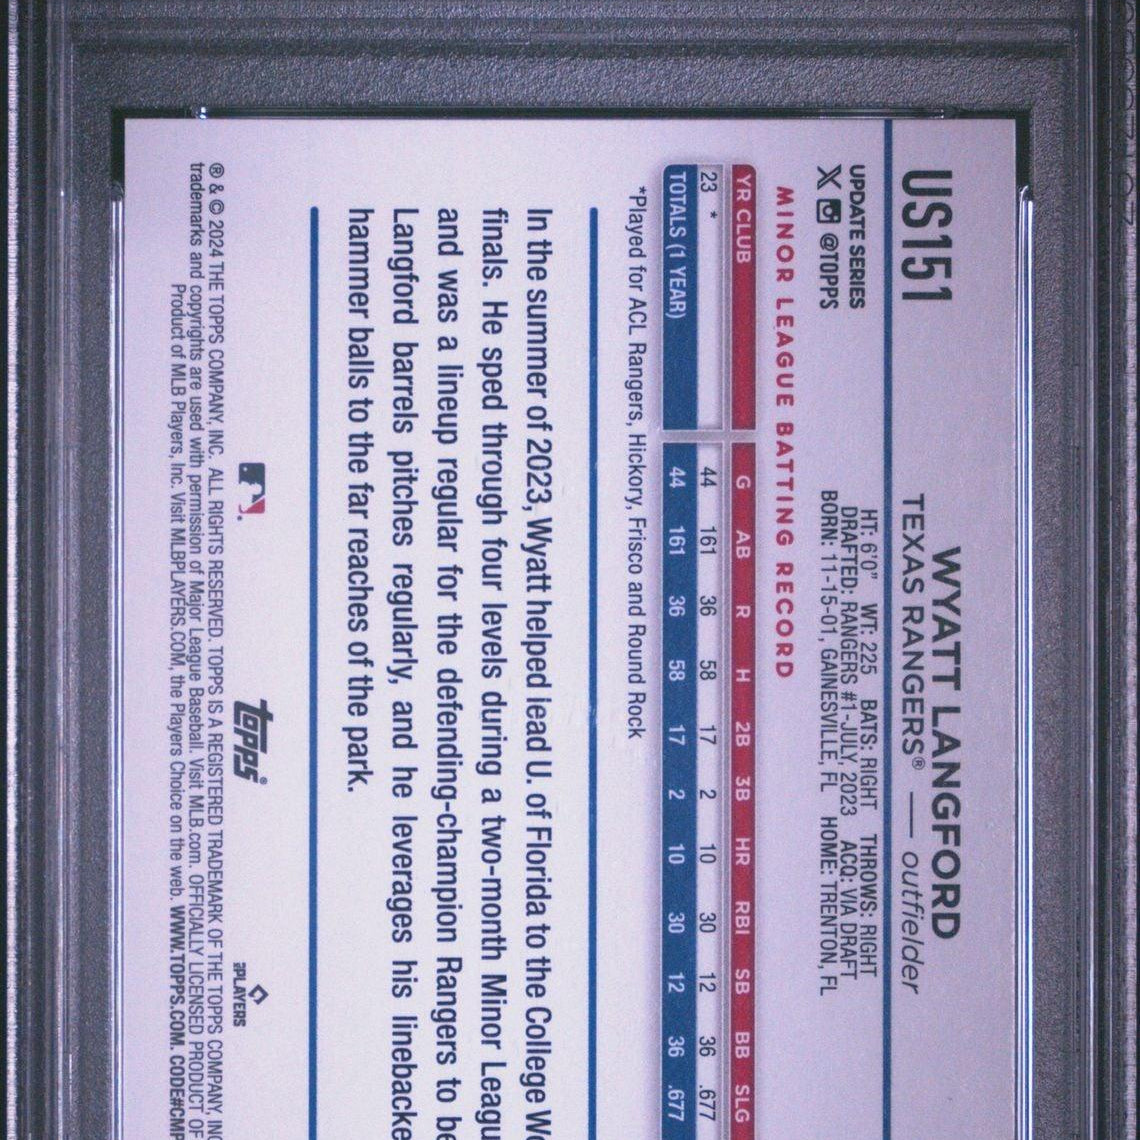 US151
WYATT LANGFORD
TEXAS RANGERS® — outfielder
UPDATE SERIES
X @TOPPS
HT: 6'0" WT: 225 BATS: RIGHT THROWS: RIGHT
DRAFTED: RANGERS #1-JULY, 2023 ACQ: VIA DRAFT
BORN: 11-15-01, GAINESVILLE, FL HOME: TRENTON, FL
MINOR LEAGUE BATTING RECORD
YR CLUB G AB R H 2B 3B HR RBI SB BB SLG
23 * 44 161 36 58 17 2 10 30 12 36 .677
TOTALS (1 YEAR) 44 161 36 58 17 2 10 30 12 36 .677
*Played for ACL Rangers, Hickory, Frisco and Round Rock
In the summer of 2023, Wyatt helped lead U. of Florida to the College Wo
finals. He sped through four levels during a two-month Minor Leagu
and was a lineup regular for the defending-champion Rangers to be
Langford barrels pitches regularly, and he leverages his linebacke
hammer balls to the far reaches of the park.
topps®
PLAYERS
® & © 2024 THE TOPPS COMPANY, INC. ALL RIGHTS RESERVED. TOPPS IS A REGISTERED TRADEMARK OF THE TOPPS COMPANY, INC
trademarks and copyrights are used with permission of Major League Baseball. Visit MLB.com. OFFICIALLY LICENSED PRODUCT OF
Product of MLB Players, Inc. Visit MLBPLAYERS.COM, the Players Choice on the web. WWW.TOPPS.COM. CODE#CMP